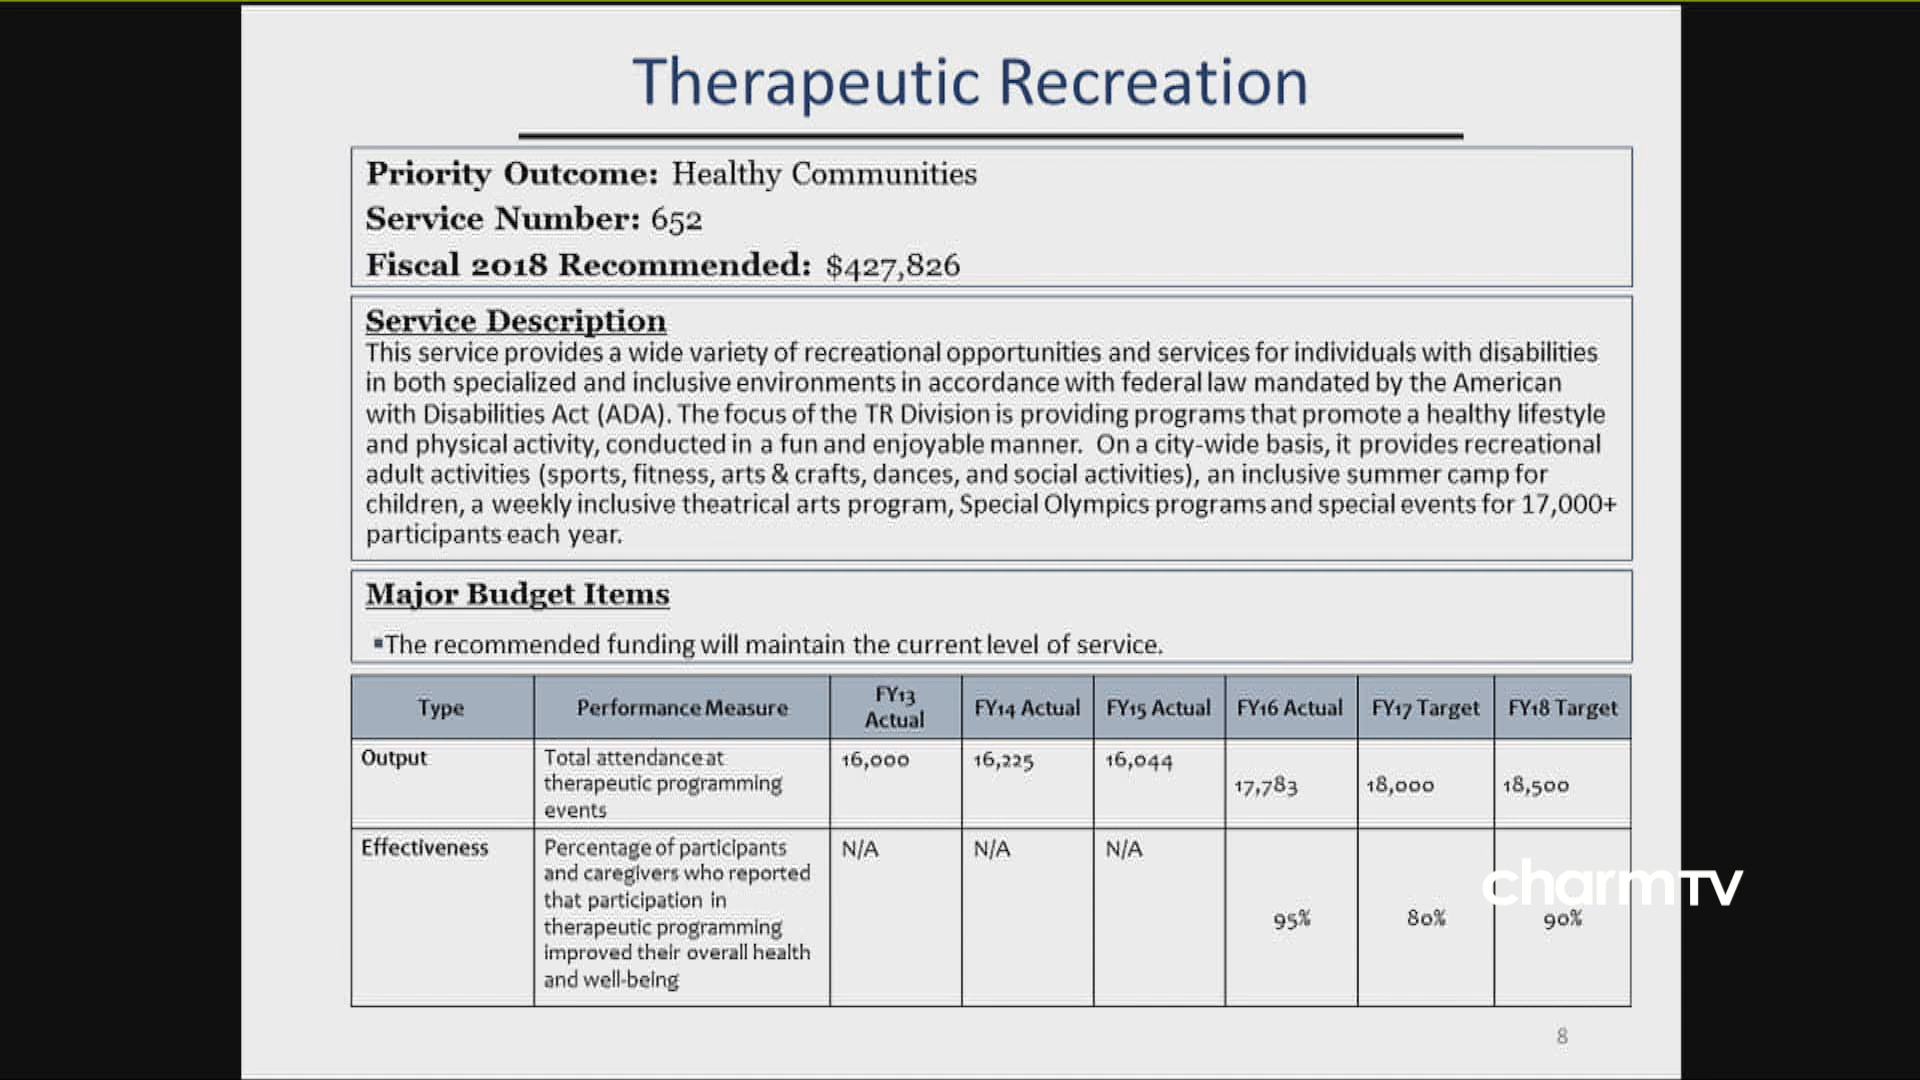 Therapeutic Recreation
Priority Outcome: Healthy Communities
Service Number: 652
Fiscal 2018 Recommended: $427,826
Service Description
This service provides a wide variety of recreational opportunities and services for individuals with disabilities
in both specialized and inclusive environments in accordance with federal law mandated by the American
with Disabilities Act (ADA). The focus of the TR Division is providing programs that promote a healthy lifestyle
and physical activity, conducted in a fun and enjoyable manner. On a city-wide basis, it provides recreational
adult activities (sports, fitness, arts & crafts, dances, and social activities), an inclusive summer camp for
children, a weekly inclusive theatrical arts program, Special Olympics programs and special events for 17,000+
participants each year.
Major Budget Items
▪The recommended funding will maintain the current level of service.
Type Performance Measure FY13 Actual FY14 Actual FY15 Actual FY16 Actual FY17 Target FY18 Target
Output Total attendance at 16,000 16,225 16,044
therapeutic programming 17,783 18,000 18,500
events
Effectiveness Percentage of participants N/A N/A N/A
and caregivers who reported
that participation in
therapeutic programming 95% 80% 90%
improved their overall health
and well-being
charmTV
8